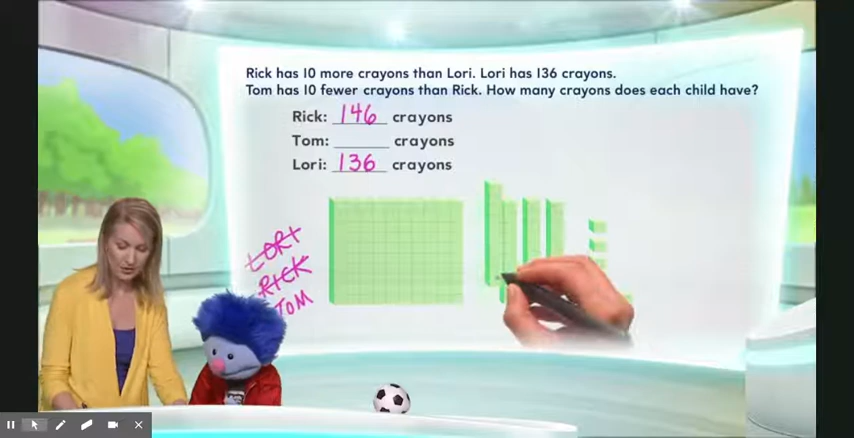 Rick has 10 more crayons than Lori. Lori has 136 crayons.
Tom has 10 fewer crayons than Rick. How many crayons does each child have?
Rick: 146 crayons
Tom: ______ crayons
Lori: 136 crayons
LORI
RICK
TOM